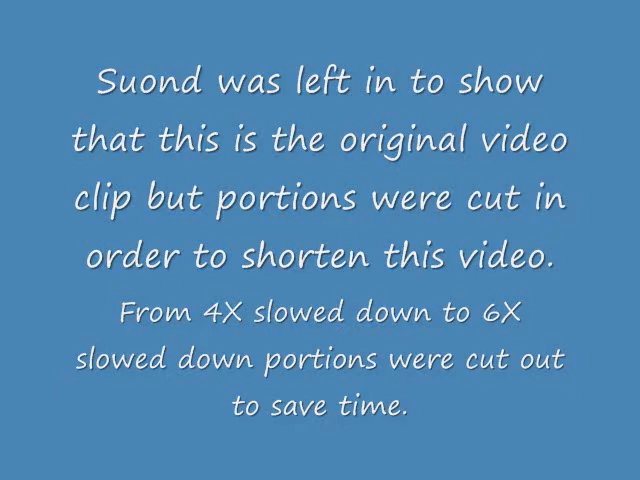 Suond was left in to show
that this is the original video
clip but portions were cut in
order to shorten this video.
From 4X slowed down to 6X
slowed down portions were cut out
to save time.